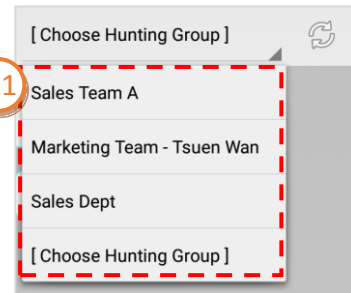 [ Choose Hunting Group ]
1
Sales Team A
Marketing Team - Tsuen Wan
Sales Dept
[ Choose Hunting Group ]